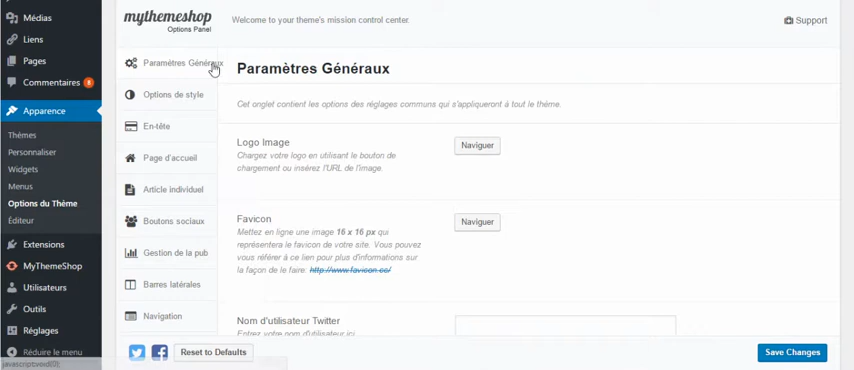 Médias
Liens
Pages
Commentaires 6
Apparence
Thèmes
Personnaliser
Widgets
Menus
Options du Thème
Éditeur
Extensions
MyThemeShop
Utilisateurs
Outils
Réglages
Réduire le menu
javascript:void(0);
mythemeshop
Options Panel
Welcome to your theme's mission control center.
Support
Paramètres Généraux
Options de style
En-tête
Page d'accueil
Article individuel
Boutons sociaux
Gestion de la pub
Barres latérales
Navigation
Paramètres Généraux
Cet onglet contient les options des réglages communs qui s'appliqueront à tout le thème.
Logo Image
Chargez votre logo en utilisant le bouton de
chargement ou insérez l'URL de l'image.
Naviguer
Favicon
Mettez en ligne une image 16 x 16 px qui
représentera le favicon de votre site. Vous pouvez
vous référer à ce lien pour plus d'informations sur
la façon de le faire: http://www.favicon.cc/
Naviguer
Nom d'utilisateur Twitter
Entrez votre nom d'utilisateur ici.
Reset to Defaults
Save Changes